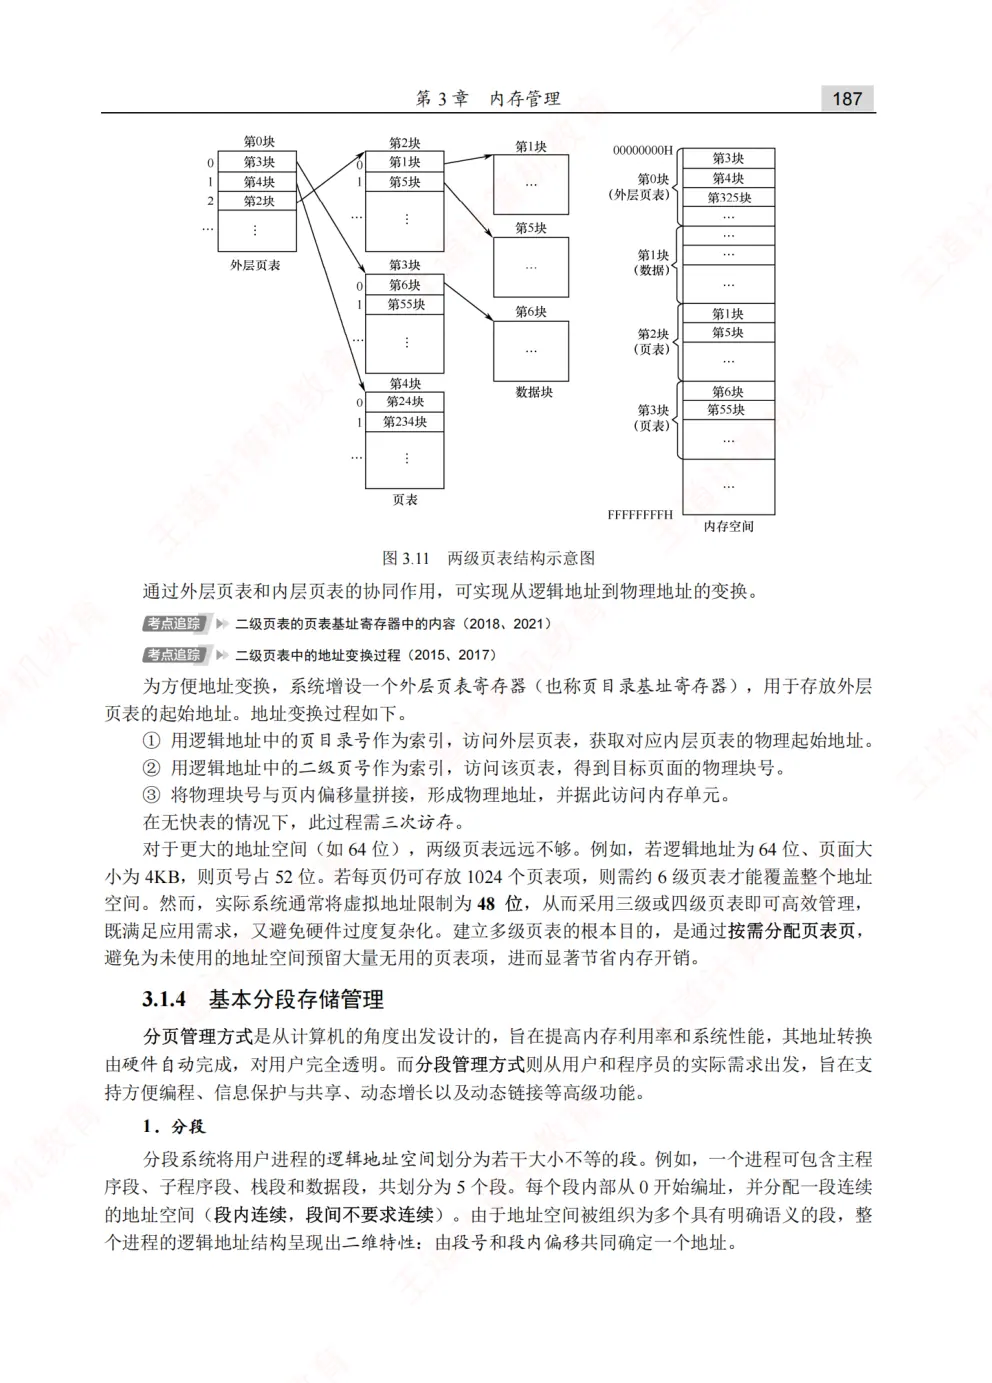 第 3 章　内存管理
187
第0块
0 第3块
1 第4块
2 第2块
… ⋮
外层页表
第2块
0 第1块
1 第5块
… ⋮
第3块
0 第6块
1 第55块
… ⋮
第4块
0 第24块
1 第234块
… ⋮
页表
第1块
…
第5块
…
第6块
…
数据块
00000000H
第0块
(外层页表)
第3块
第4块
第325块
…
第1块
(数据)
…
…
…
第2块
(页表)
第1块
第5块
…
第3块
(页表)
第6块
第55块
…
…
FFFFFFFFH
内存空间
图 3.11　两级页表结构示意图
通过外层页表和内层页表的协同作用，可实现从逻辑地址到物理地址的变换。
考点追踪 二级页表的页表基址寄存器中的内容（2018、2021）
考点追踪 二级页表中的地址变换过程（2015、2017）
为方便地址变换，系统增设一个外层页表寄存器（也称页目录基址寄存器），用于存放外层
页表的起始地址。地址变换过程如下。
① 用逻辑地址中的页目录号作为索引，访问外层页表，获取对应内层页表的物理起始地址。
② 用逻辑地址中的二级页号作为索引，访问该页表，得到目标页面的物理块号。
③ 将物理块号与页内偏移量拼接，形成物理地址，并据此访问内存单元。
在无快表的情况下，此过程需三次访存。
对于更大的地址空间（如 64 位），两级页表远远不够。例如，若逻辑地址为 64 位、页面大
小为 4KB，则页号占 52 位。若每页仍可存放 1024 个页表项，则需约 6 级页表才能覆盖整个地址
空间。然而，实际系统通常将虚拟地址限制为 48 位，从而采用三级或四级页表即可高效管理，
既满足应用需求，又避免硬件过度复杂化。建立多级页表的根本目的，是通过按需分配页表页，
避免为未使用的地址空间预留大量无用的页表项，进而显著节省内存开销。
3.1.4　基本分段存储管理
分页管理方式是从计算机的角度出发设计的，旨在提高内存利用率和系统性能，其地址转换
由硬件自动完成，对用户完全透明。而分段管理方式则从用户和程序员的实际需求出发，旨在支
持方便编程、信息保护与共享、动态增长以及动态链接等高级功能。
1．分段
分段系统将用户进程的逻辑地址空间划分为若干大小不等的段。例如，一个进程可包含主程
序段、子程序段、栈段和数据段，共划分为 5 个段。每个段内部从 0 开始编址，并分配一段连续
的地址空间（段内连续，段间不要求连续）。由于地址空间被组织为多个具有明确语义的段，整
个进程的逻辑地址结构呈现出二维特性：由段号和段内偏移共同确定一个地址。
王道计算机教育